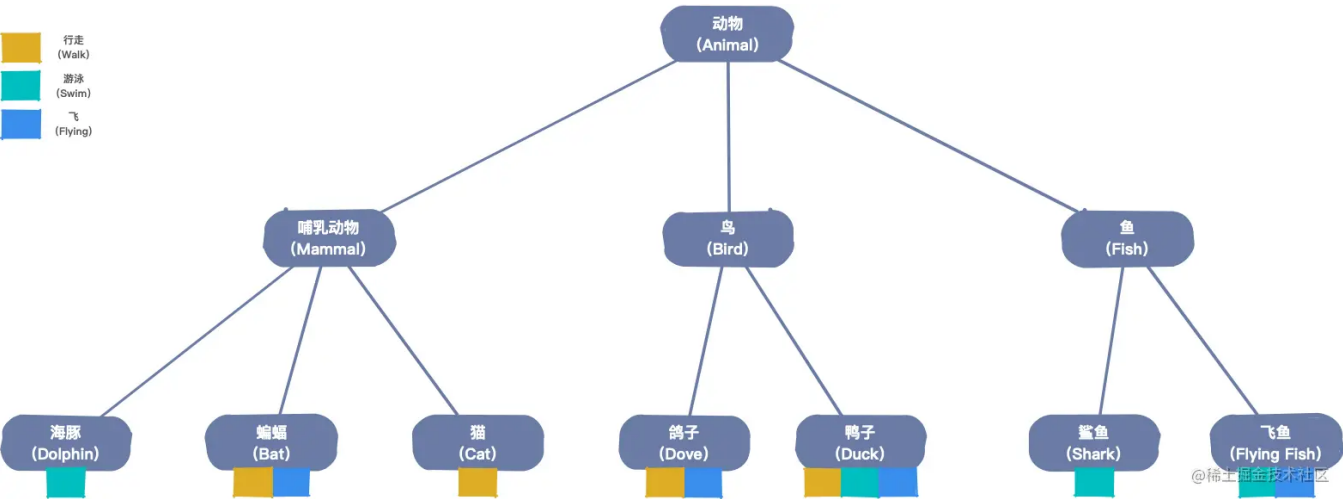 动物
(Animal)
行走
(Walk)
游泳
(Swim)
飞
(Flying)
哺乳动物
(Mammal)
鸟
(Bird)
鱼
(Fish)
海豚
(Dolphin)
蝙蝠
(Bat)
猫
(Cat)
鸽子
(Dove)
鸭子
(Duck)
鲨鱼
(Shark)
飞鱼
(Flying Fish)
@稀土掘金技术社区